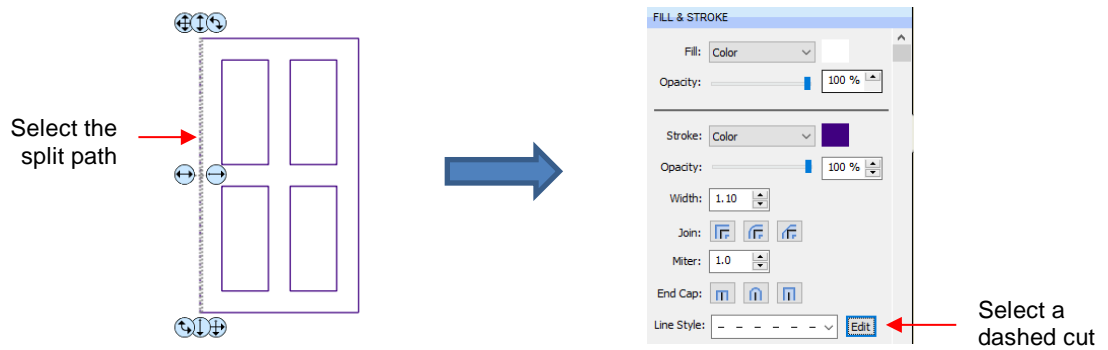 Select the
split path
FILL & STROKE
Fill: Color
Opacity: 100 %
Stroke: Color
Opacity: 100 %
Width: 1.10
Join:
Miter: 1.0
End Cap:
Line Style: Edit
Select a
dashed cut